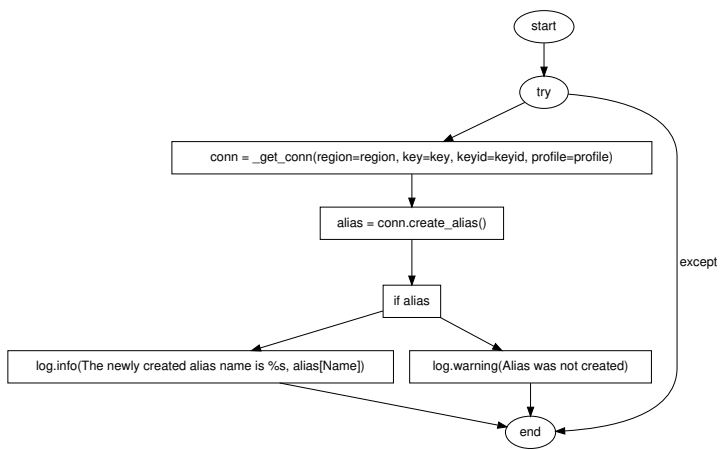 start
try
conn = _get_conn(region=region, key=key, keyid=keyid, profile=profile)
alias = conn.create_alias()
except
if alias
log.info(The newly created alias name is %s, alias[Name])
log.warning(Alias was not created)
end